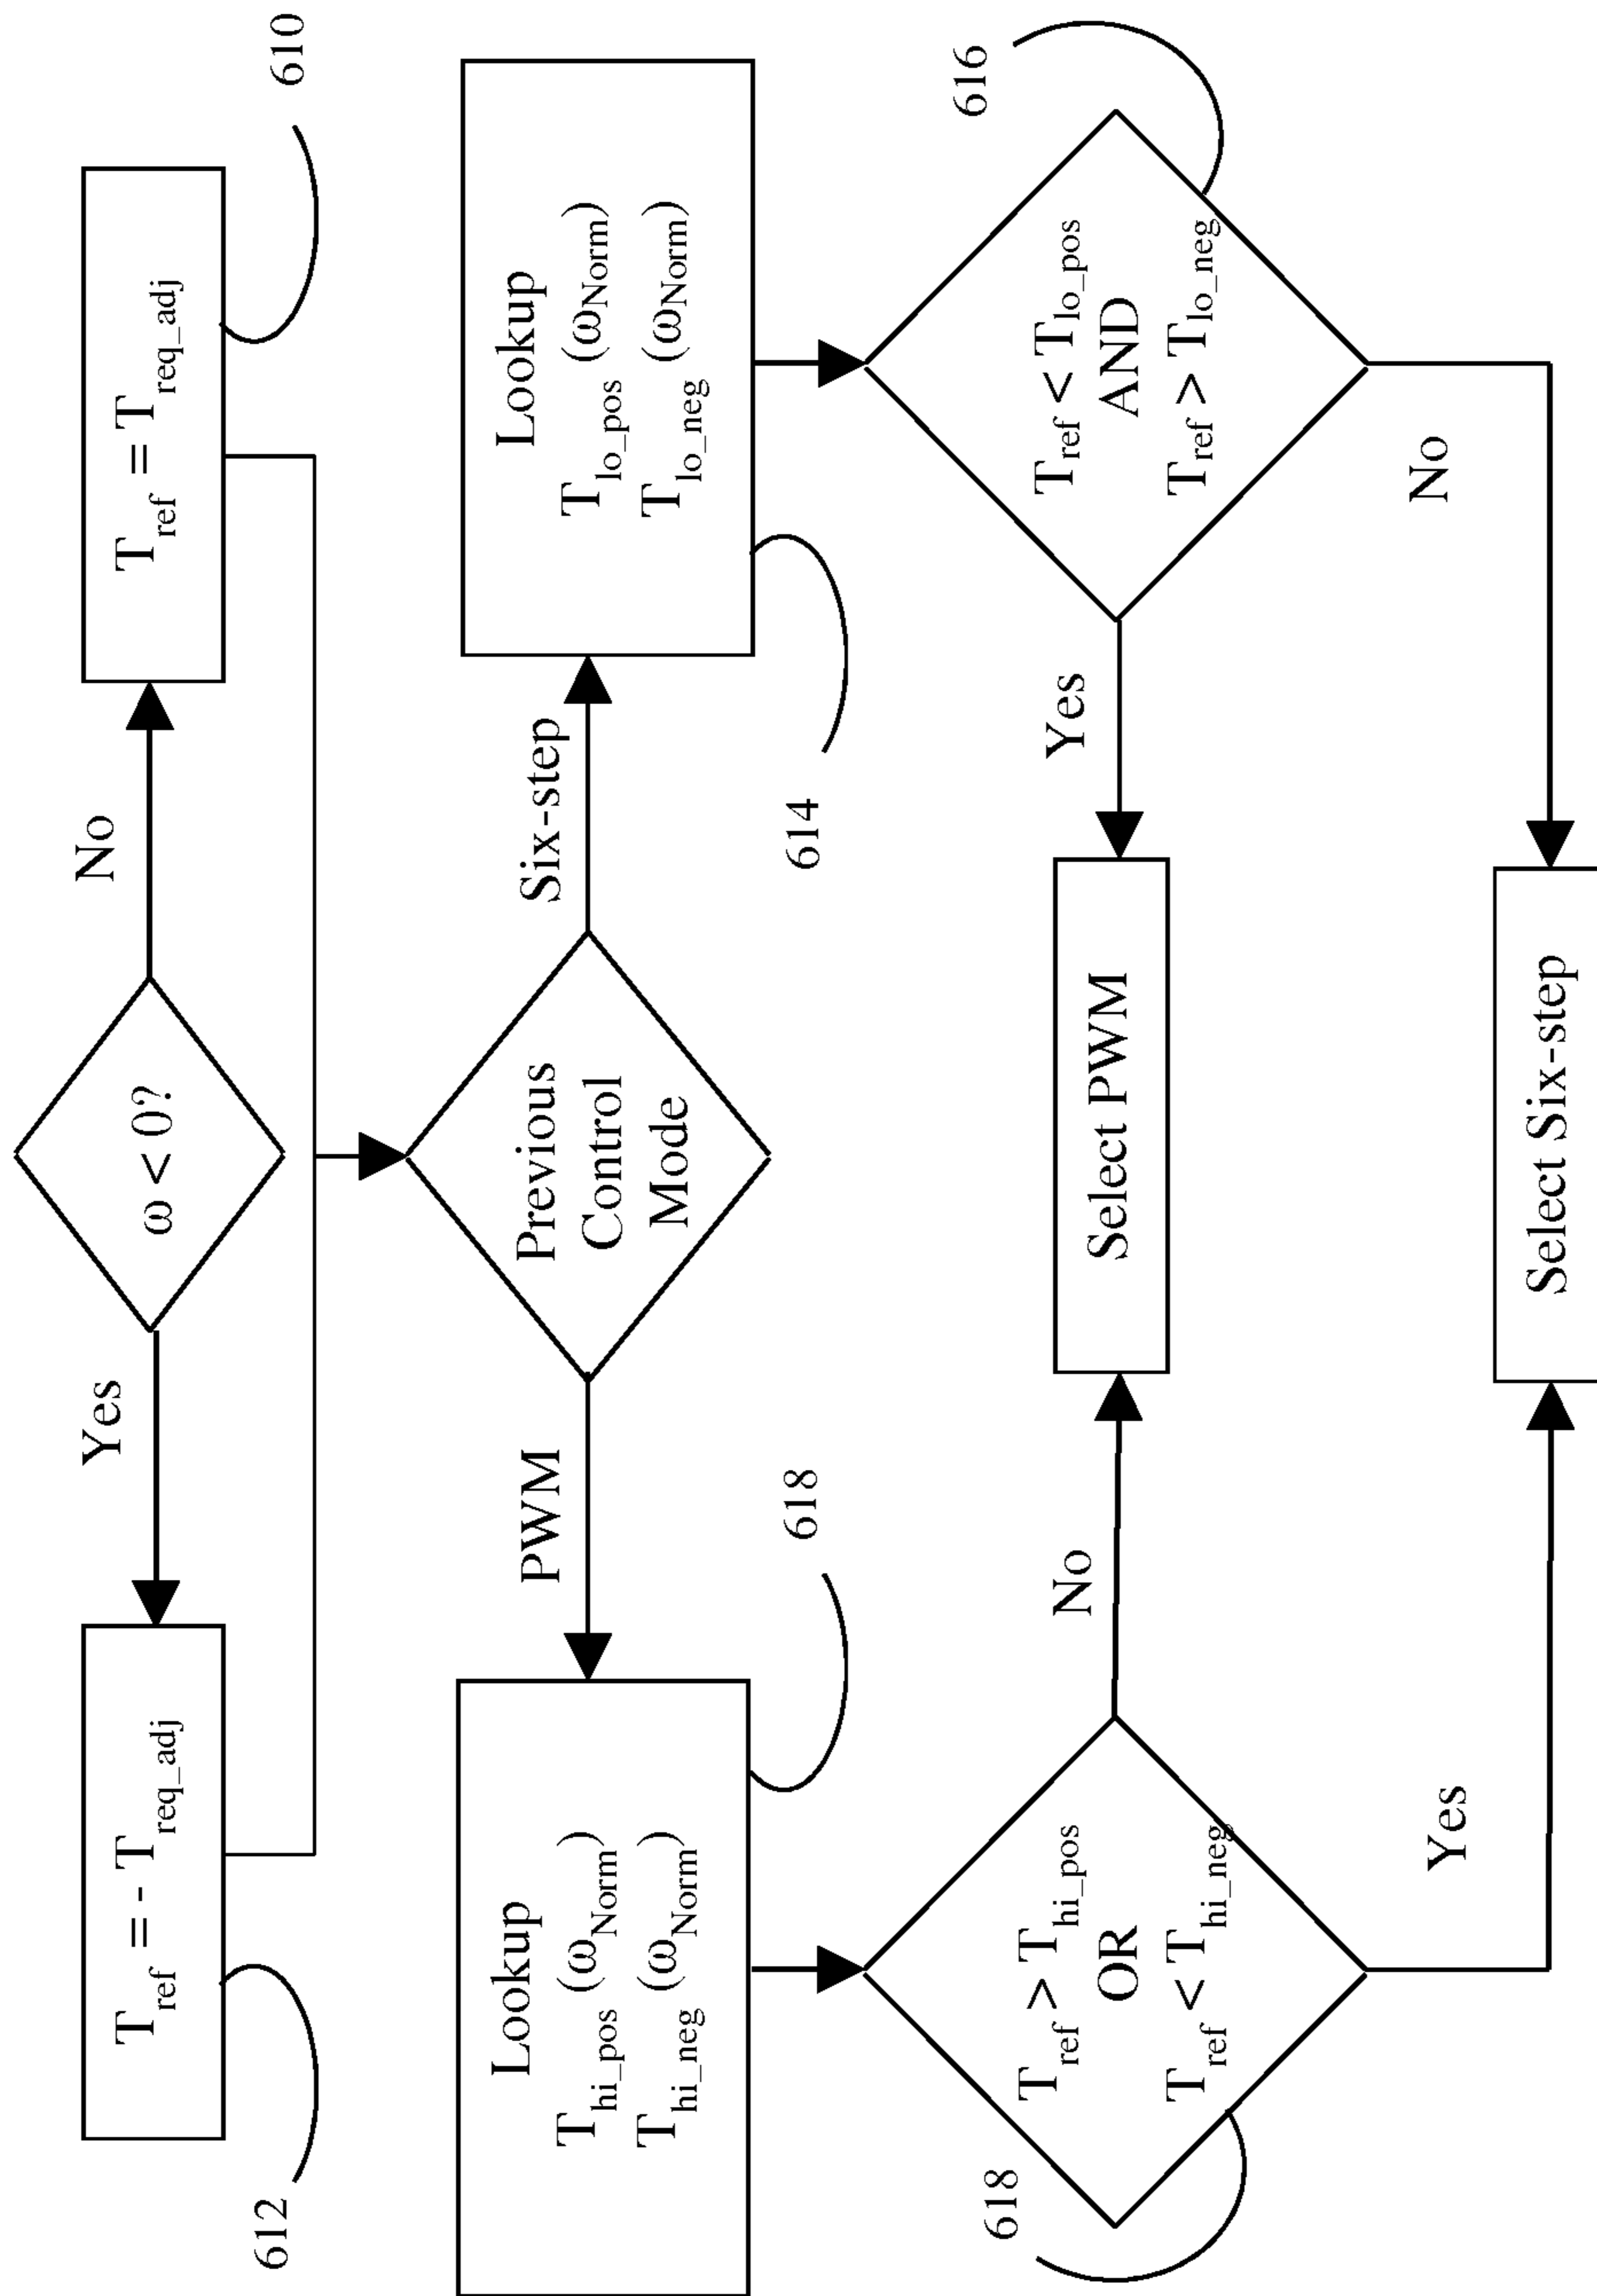 ω < 0?
Yes
No
T_ref = - T_req_adj
612
T_ref = T_req_adj
610
Previous
Control
Mode
PWM
Six-step
Lookup
T_hi_pos (ω_Norm)
T_hi_neg (ω_Norm)
618
Lookup
T_lo_pos (ω_Norm)
T_lo_neg (ω_Norm)
614
T_ref > T_hi_pos
OR
T_ref < T_hi_neg
618
No
Yes
T_ref < T_lo_pos
AND
T_ref > T_lo_neg
616
Yes
No
Select PWM
Select Six-step